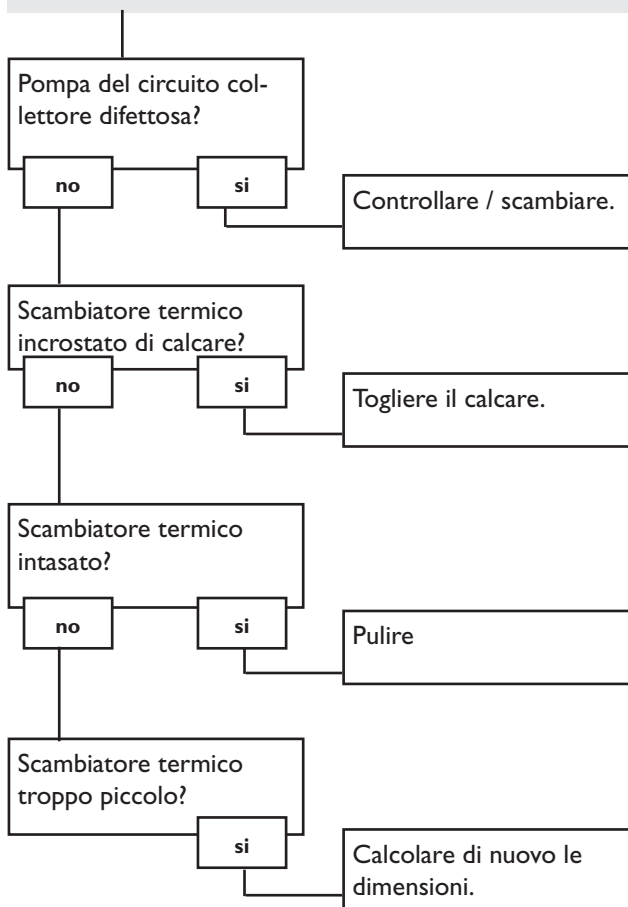 Pompa del circuito col-
lettore difettosa?
no
si
Controllare / scambiare.
Scambiatore termico
incrostato di calcare?
no
si
Togliere il calcare.
Scambiatore termico
intasato?
no
si
Pulire
Scambiatore termico
troppo piccolo?
si
Calcolare di nuovo le
dimensioni.